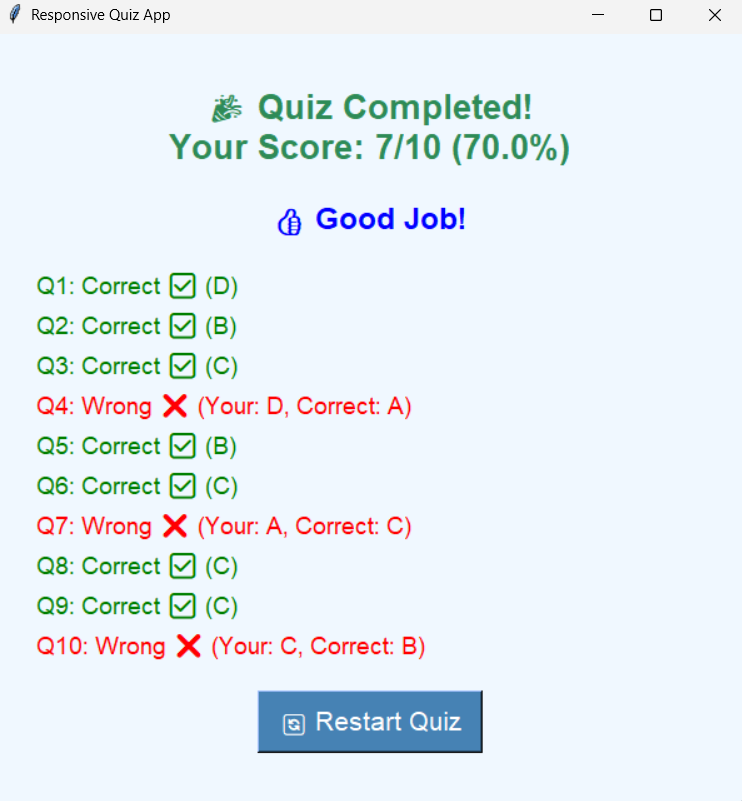 Responsive Quiz App
🎉 Quiz Completed!
Your Score: 7/10 (70.0%)
👍 Good Job!
Q1: Correct ✅ (D)
Q2: Correct ✅ (B)
Q3: Correct ✅ (C)
Q4: Wrong ❌ (Your: D, Correct: A)
Q5: Correct ✅ (B)
Q6: Correct ✅ (C)
Q7: Wrong ❌ (Your: A, Correct: C)
Q8: Correct ✅ (C)
Q9: Correct ✅ (C)
Q10: Wrong ❌ (Your: C, Correct: B)
🔄 Restart Quiz